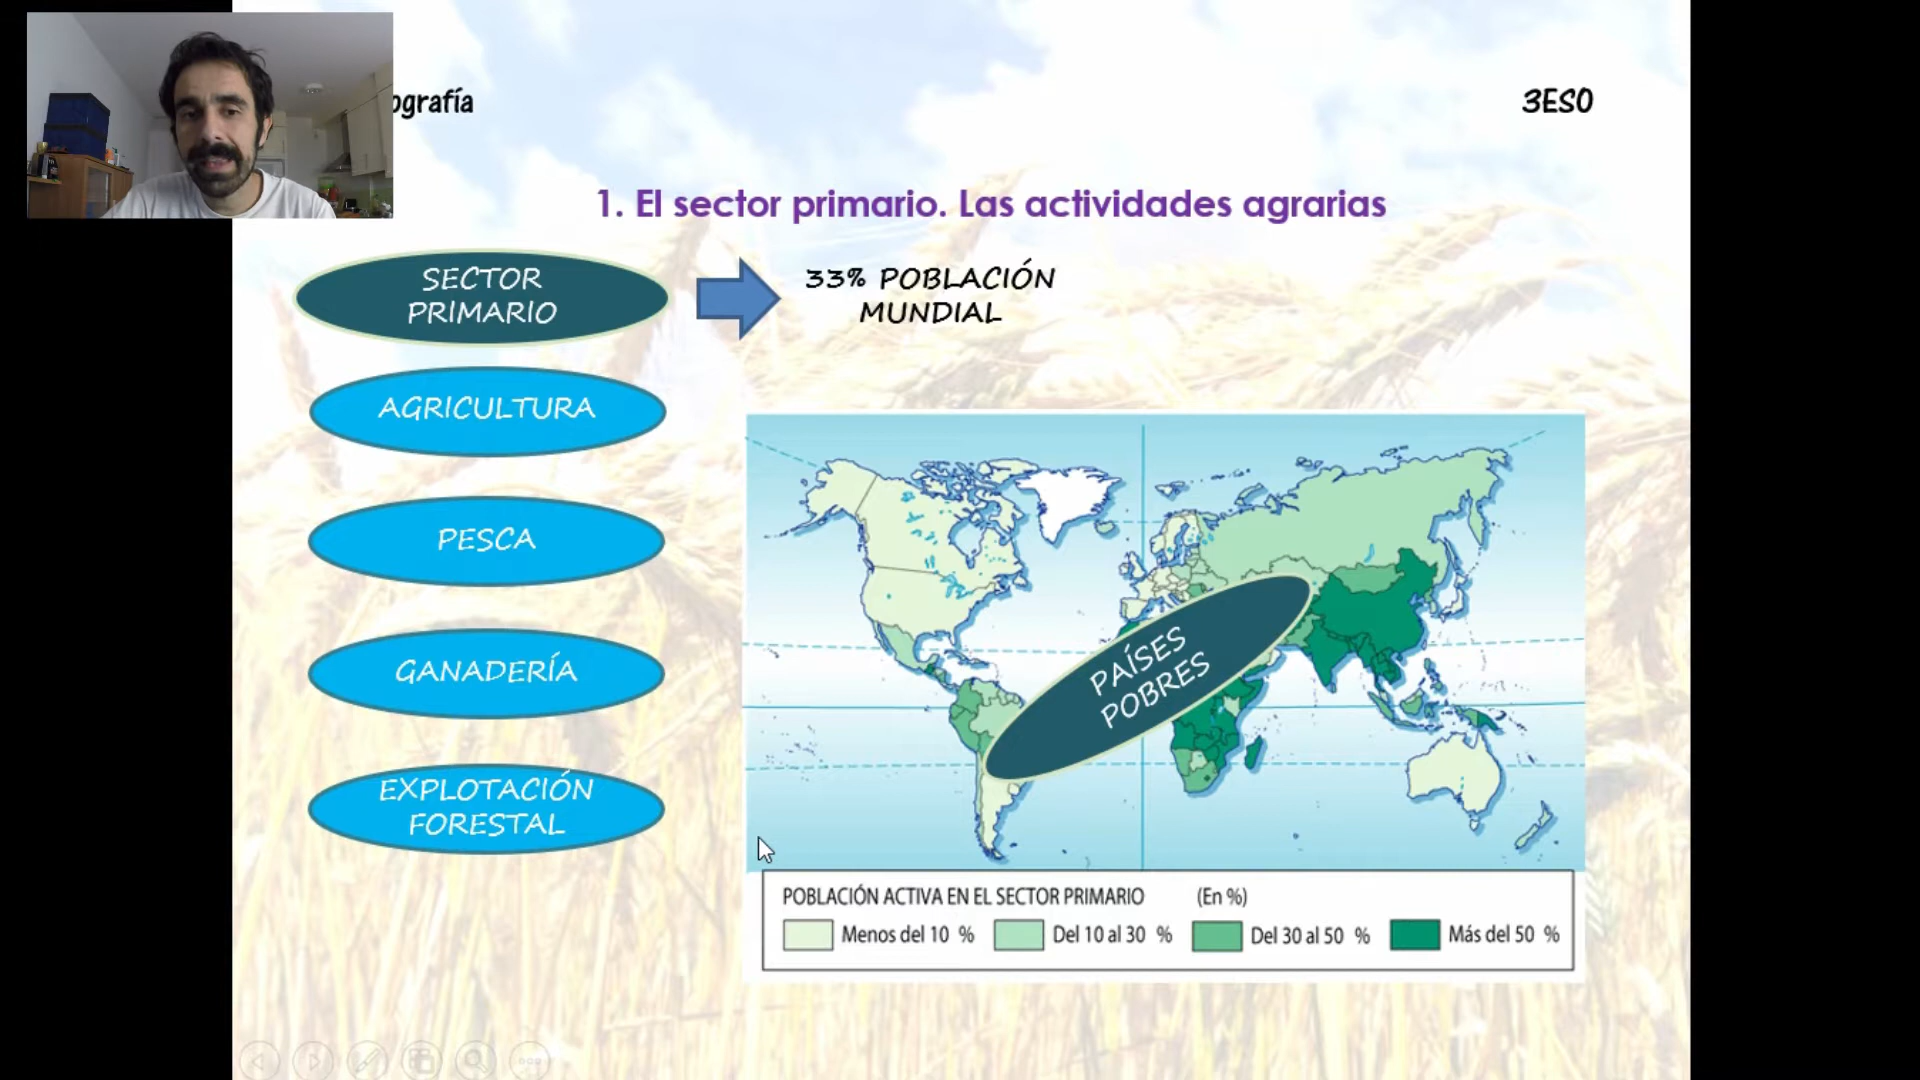 ografía
3ESO
1. El sector primario. Las actividades agrarias
SECTOR
PRIMARIO
33% POBLACIÓN
MUNDIAL
AGRICULTURA
PESCA
GANADERÍA
EXPLOTACIÓN
FORESTAL
PAÍSES
POBRES
POBLACIÓN ACTIVA EN EL SECTOR PRIMARIO (En %)
Menos del 10 % Del 10 al 30 % Del 30 al 50 % Más del 50 %